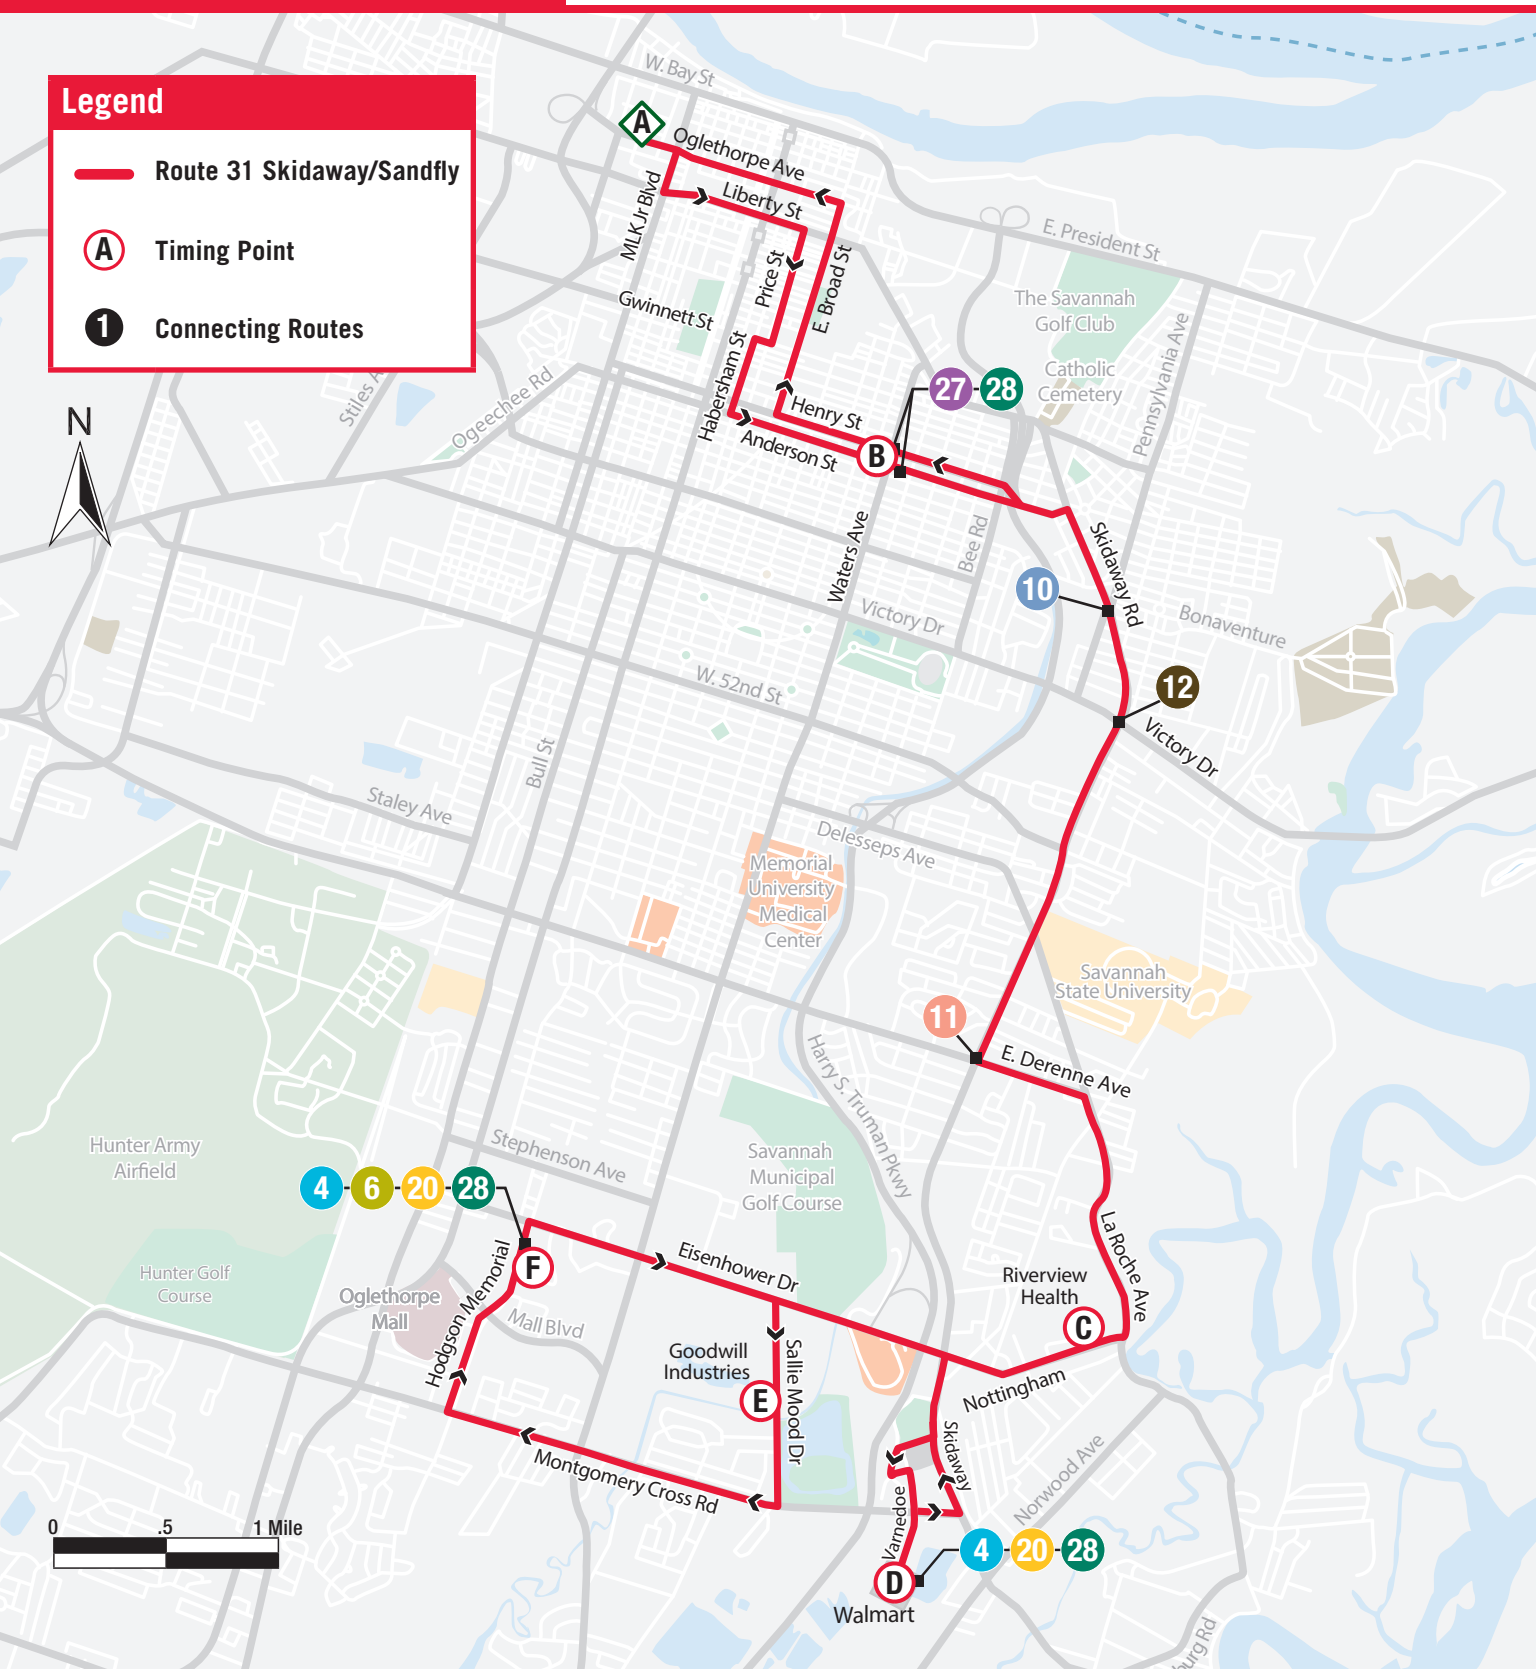 Legend
Route 31 Skidaway/Sandfly
A
Timing Point
1
Connecting Routes
N
W. Bay St
A
Oglethorpe Ave
MLK Jr Blvd
Liberty St
E. President St
Price St
E. Broad St
Gwinnett St
The Savannah
Golf Club
Catholic
Cemetery
Pennsylvania Ave
Stiles A
Ogeechee Rd
Habersham St
27
28
Henry St
Anderson St
B
Waters Ave
Bee Rd
Skidaway Rd
10
Victory Dr
Bonaventure
W. 52nd St
12
Victory Dr
Bull St
Staley Ave
Delesseps Ave
Memorial
University
Medical
Center
Savannah
State University
11
E. Derenne Ave
Harry S. Truman Pkwy
Hunter Army
Airfield
Stephenson Ave
Savannah
Municipal
Golf Course
4
6
20
28
F
Eisenhower Dr
La Roche Ave
Hunter Golf
Course
Oglethorpe
Mall
Hodgson Memorial
Mall Blvd
Riverview
Health
C
Goodwill
Industries
E
Sallie Mood Dr
Nottingham
Skidaway
Norwood Ave
Montgomery Cross Rd
Varnedoe
0
.5
1 Mile
4
20
28
D
Walmart
burg Rd